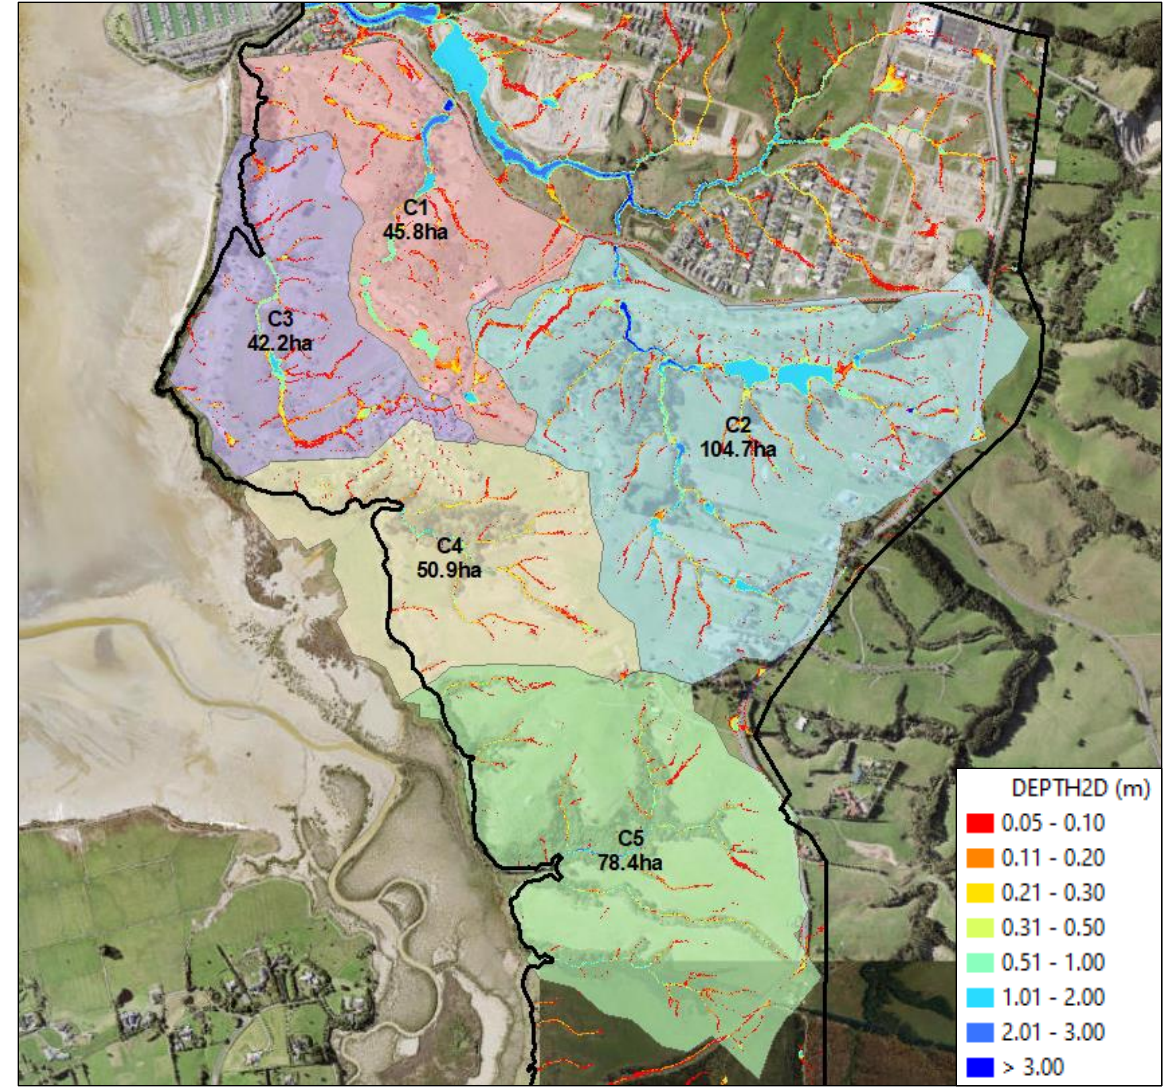 C1
45.8ha
C3
42.2ha
C2
104.7ha
C4
50.9ha
C5
78.4ha
DEPTH2D (m)
0.05 - 0.10
0.11 - 0.20
0.21 - 0.30
0.31 - 0.50
0.51 - 1.00
1.01 - 2.00
2.01 - 3.00
> 3.00